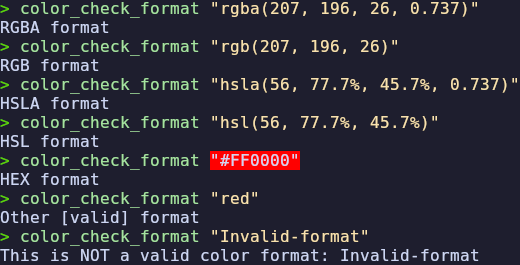 > color_check_format "rgba(207, 196, 26, 0.737)"
RGBA format
> color_check_format "rgb(207, 196, 26)"
RGB format
> color_check_format "hsla(56, 77.7%, 45.7%, 0.737)"
HSLA format
> color_check_format "hsl(56, 77.7%, 45.7%)"
HSL format
> color_check_format "#FF0000"
HEX format
> color_check_format "red"
Other [valid] format
> color_check_format "Invalid-format"
This is NOT a valid color format: Invalid-format